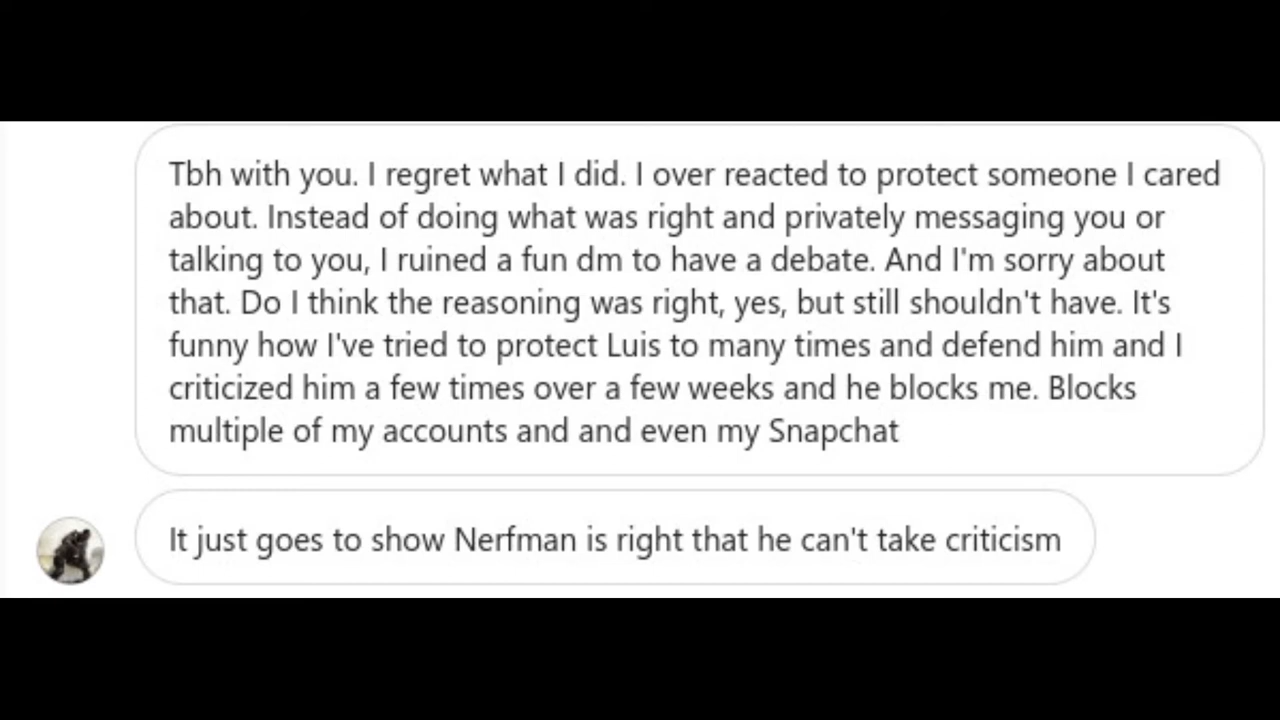 Tbh with you. I regret what I did. I over reacted to protect someone I cared
about. Instead of doing what was right and privately messaging you or
talking to you, I ruined a fun dm to have a debate. And I'm sorry about
that. Do I think the reasoning was right, yes, but still shouldn't have. It's
funny how I've tried to protect Luis to many times and defend him and I
criticized him a few times over a few weeks and he blocks me. Blocks
multiple of my accounts and and even my Snapchat
It just goes to show Nerfman is right that he can't take criticism